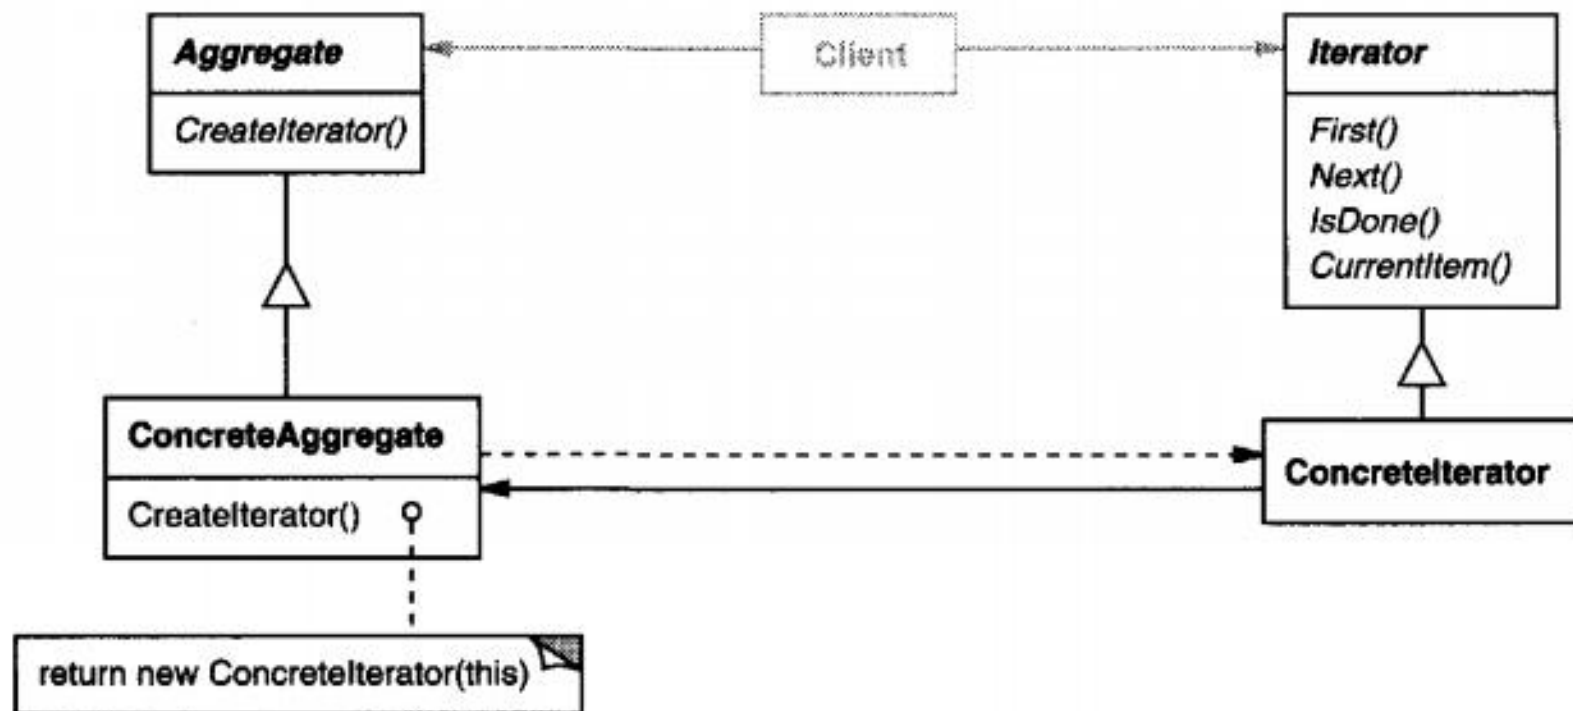 Aggregate
CreateIterator()
Client
Iterator
First()
Next()
IsDone()
CurrentItem()
ConcreteAggregate
CreateIterator()
ConcreteIterator
return new ConcreteIterator(this)